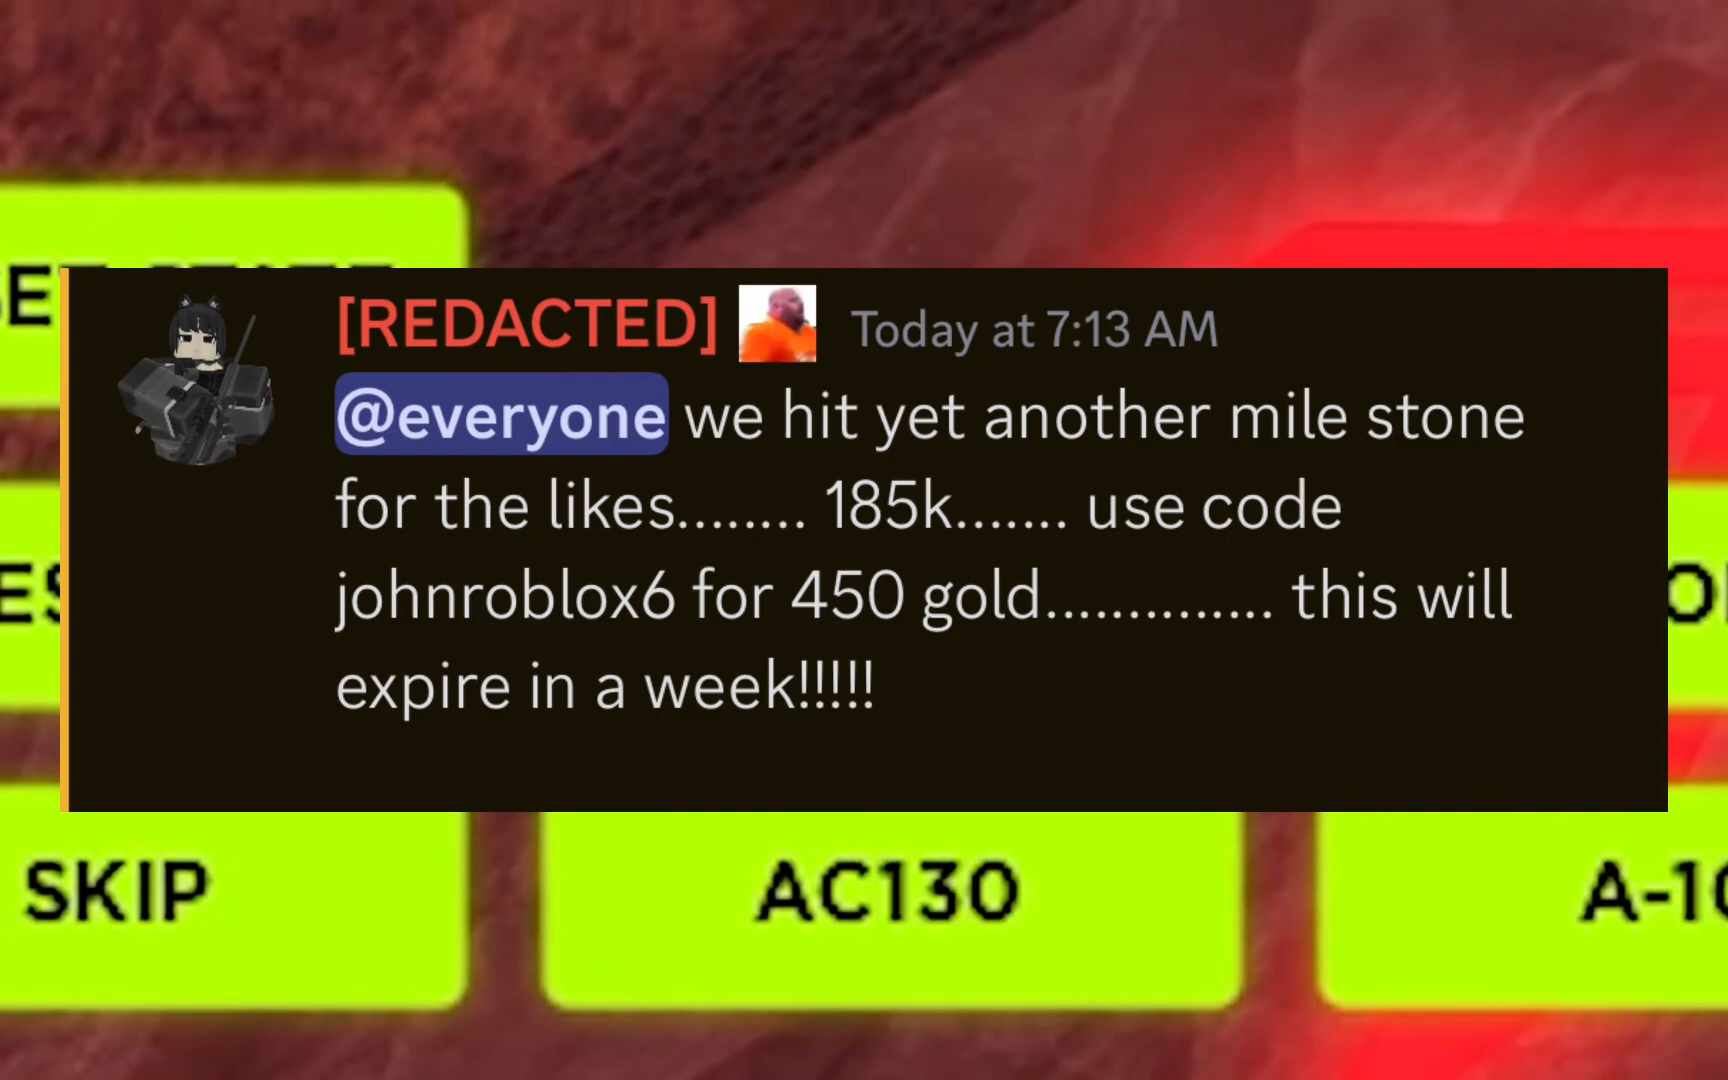 [REDACTED] Today at 7:13 AM
@everyone we hit yet another mile stone
for the likes........ 185k....... use code
johnroblox6 for 450 gold.............. this will
expire in a week!!!!!
SKIP
AC130